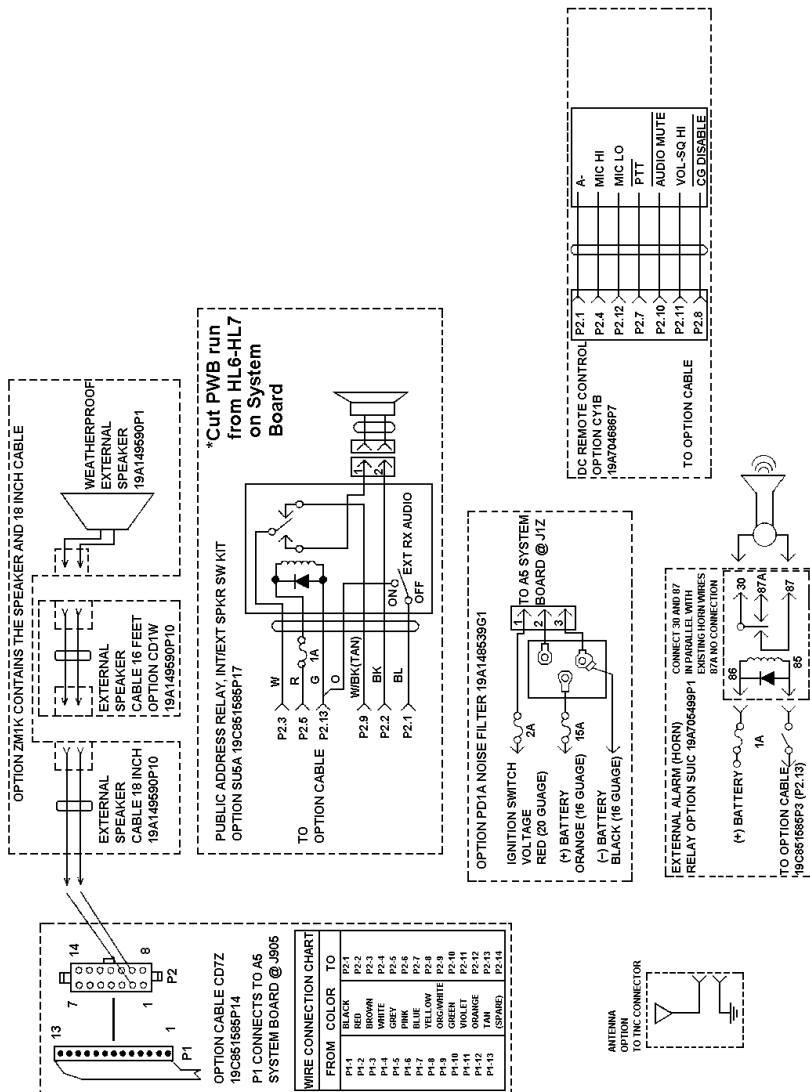 OPTION ZM1K CONTAINS THE SPEAKER AND 18 INCH CABLE
EXTERNAL
SPEAKER
CABLE 18 INCH
19A149590P10
EXTERNAL
SPEAKER
CABLE 16 FEET
OPTION CD1W
19A149590P10
WEATHERPROOF
EXTERNAL
SPEAKER
19A149590P1
13
1
P1
7
14
1
8
P2
OPTION CABLE CD7Z
19C851585P14
P1 CONNECTS TO A5
SYSTEM BOARD @ J905
WIRE CONNECTION CHART
FROM COLOR TO
P1-1 BLACK P2-1
P1-2 RED P2-2
P1-3 BROWN P2-3
P1-4 WHITE P2-4
P1-5 GREY P2-5
P1-6 PINK P2-6
P1-7 BLUE P2-7
P1-8 YELLOW P2-8
P1-9 ORG/WHITE P2-9
P1-10 GREEN P2-10
P1-11 VIOLET P2-11
P1-12 ORANGE P2-12
P1-13 TAN P2-13
(SPARE) P2-14
PUBLIC ADDRESS RELAY, INT/EXT SPKR SW KIT
OPTION SU5A 19C851585P17
*Cut PWB run
from HL6-HL7
on System
Board
TO
OPTION CABLE
P2.3 W
P2.5 R 1A
P2.13 G
O
P2.9 W/BK(TAN)
P2.2 BK
P2.1 BL
ON
OFF
EXT RX AUDIO
1
2
OPTION PD1A NOISE FILTER 19A148539G1
IGNITION SWITCH
VOLTAGE
RED (20 GUAGE)
2A
(+) BATTERY
ORANGE (16 GUAGE)
15A
(–) BATTERY
BLACK (16 GUAGE)
1
2
3
TO A5 SYSTEM
BOARD @ J1Z
DC REMOTE CONTROL
OPTION CY1B
19A704686P7
TO OPTION CABLE
P2.1 A-
P2.4 MIC HI
P2.12 MIC LO
P2.7 PTT
P2.10 AUDIO MUTE
P2.11 VOL-SQ HI
P2.8 CG DISABLE
EXTERNAL ALARM (HORN)
RELAY OPTION SUIC 19A705499P1
CONNECT 30 AND 87
IN PARALLEL WITH
EXISTING HORN WIRES
87A NO CONNECTION
(+) BATTERY
1A
86
85
30
87A
87
TO OPTION CABLE
19C851585P3 (P2.13)
ANTENNA
OPTION
TO TNC CONNECTOR